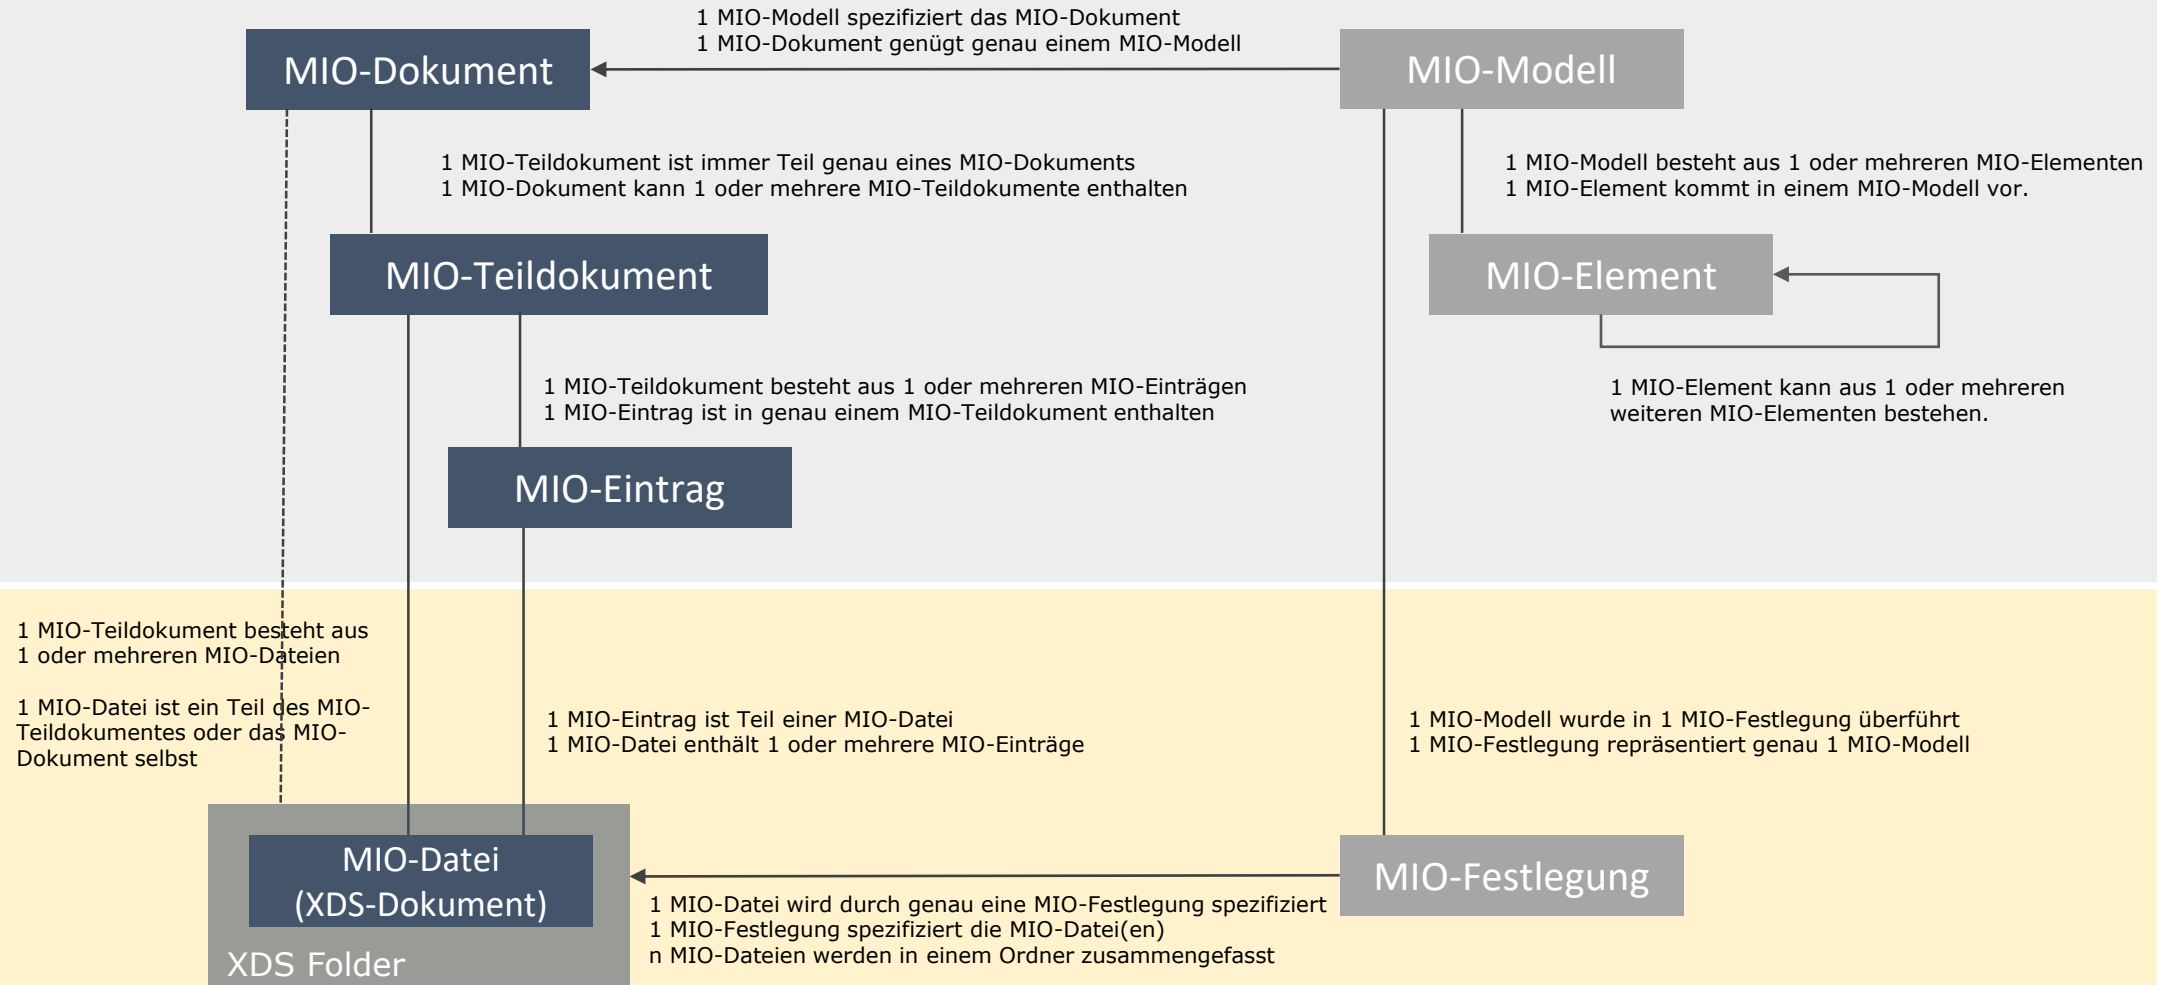 1 MIO-Modell spezifiziert das MIO-Dokument
1 MIO-Dokument genügt genau einem MIO-Modell
MIO-Dokument
MIO-Modell
1 MIO-Teildokument ist immer Teil genau eines MIO-Dokuments
1 MIO-Dokument kann 1 oder mehrere MIO-Teildokumente enthalten
1 MIO-Modell besteht aus 1 oder mehreren MIO-Elementen
1 MIO-Element kommt in einem MIO-Modell vor.
MIO-Teildokument
MIO-Element
1 MIO-Teildokument besteht aus 1 oder mehreren MIO-Einträgen
1 MIO-Eintrag ist in genau einem MIO-Teildokument enthalten
1 MIO-Element kann aus 1 oder mehreren
weiteren MIO-Elementen bestehen.
MIO-Eintrag
1 MIO-Teildokument besteht aus
1 oder mehreren MIO-Dateien
1 MIO-Datei ist ein Teil des MIO-
Teildokumentes oder das MIO-
Dokument selbst
1 MIO-Eintrag ist Teil einer MIO-Datei
1 MIO-Datei enthält 1 oder mehrere MIO-Einträge
1 MIO-Modell wurde in 1 MIO-Festlegung überführt
1 MIO-Festlegung repräsentiert genau 1 MIO-Modell
MIO-Datei
(XDS-Dokument)
XDS Folder
MIO-Festlegung
1 MIO-Datei wird durch genau eine MIO-Festlegung spezifiziert
1 MIO-Festlegung spezifiziert die MIO-Datei(en)
n MIO-Dateien werden in einem Ordner zusammengefasst